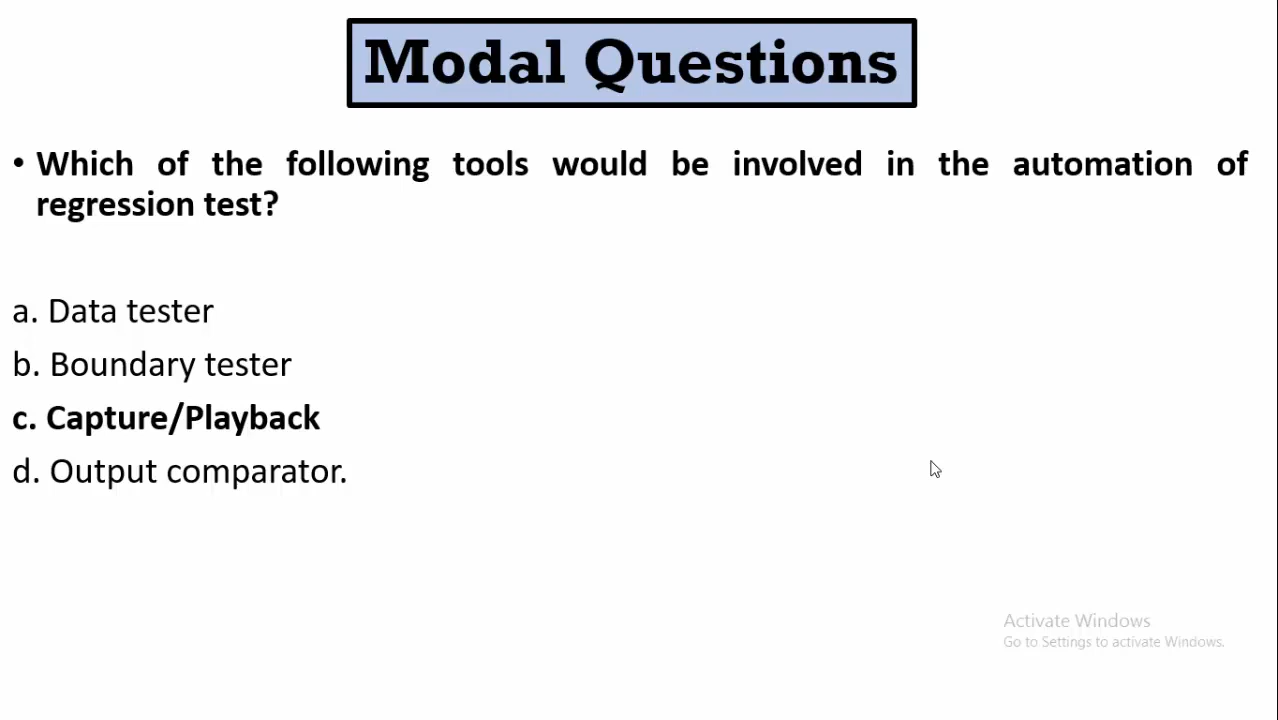 Modal Questions
• Which of the following tools would be involved in the automation of
regression test?
a. Data tester
b. Boundary tester
c. Capture/Playback
d. Output comparator.
Activate Windows
Go to Settings to activate Windows.